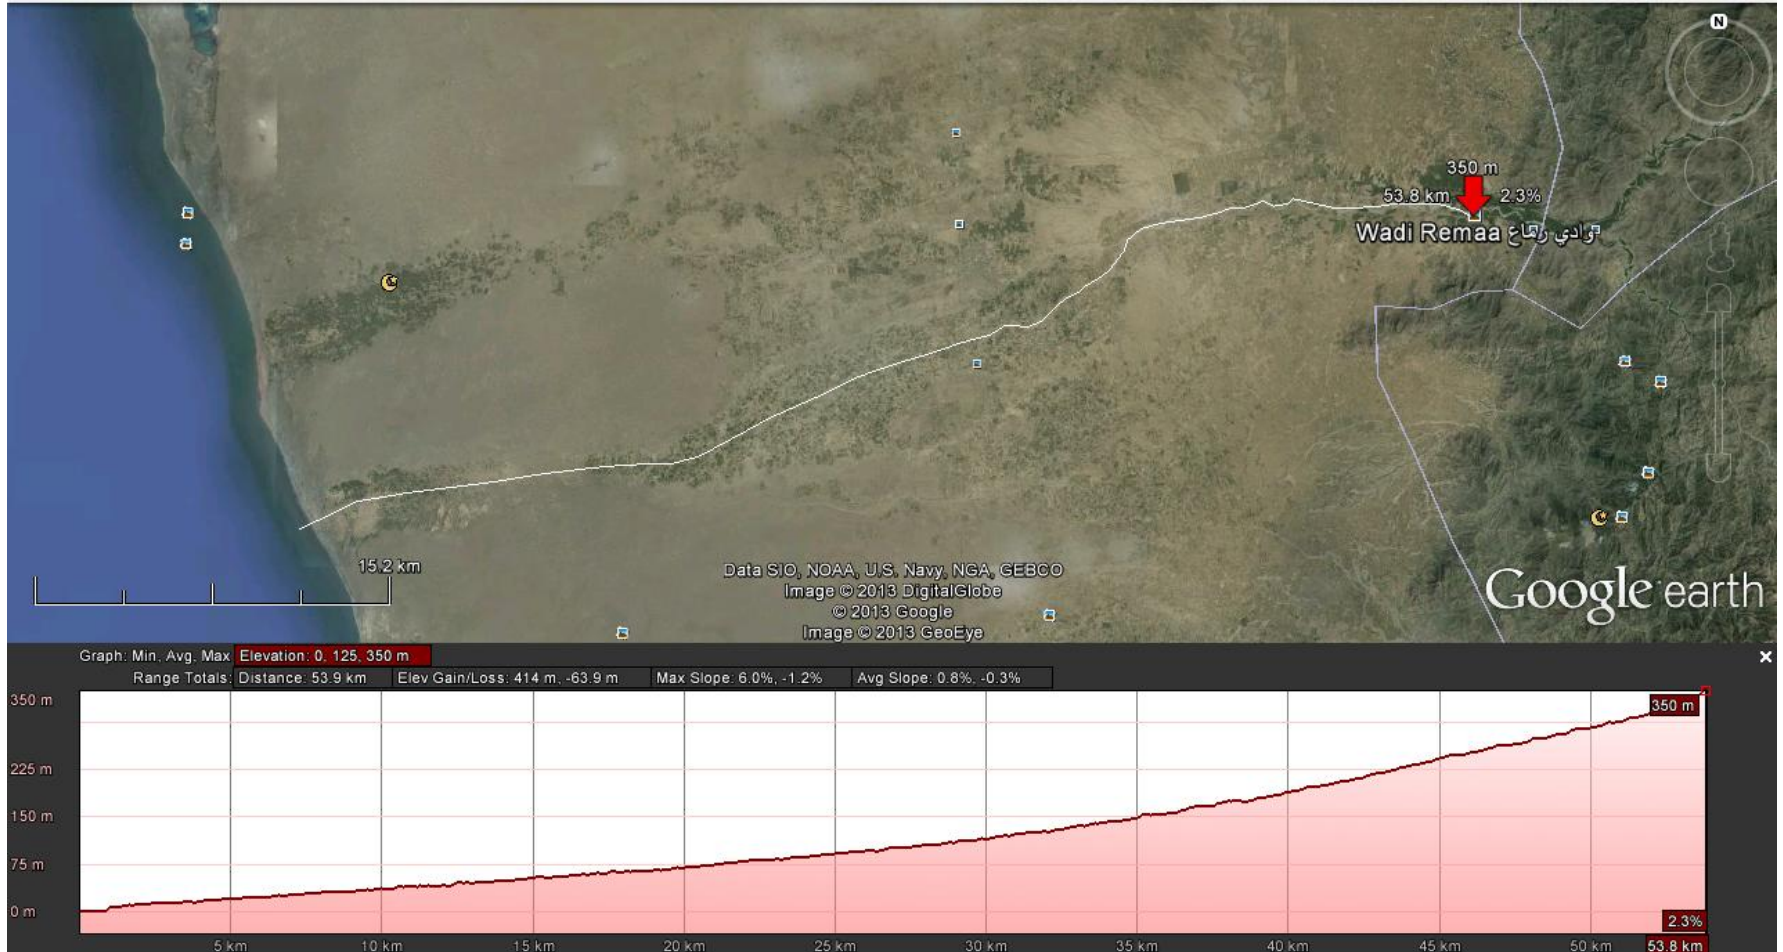 N
350 m
53.8 km 2.3%
Wadi Remaa وادي رماع
15.2 km
Data SIO, NOAA, U.S. Navy, NGA, GEBCO
Image © 2013 DigitalGlobe
© 2013 Google
Image © 2013 GeoEye
Google earth
Graph: Min, Avg, Max Elevation: 0, 125, 350 m
Range Totals: Distance: 53.9 km Elev Gain/Loss: 414 m, -63.9 m Max Slope: 6.0%, -1.2% Avg Slope: 0.8%, -0.3%
350 m
350 m
225 m
150 m
75 m
0 m
2.3%
5 km 10 km 15 km 20 km 25 km 30 km 35 km 40 km 45 km 50 km 53.8 km